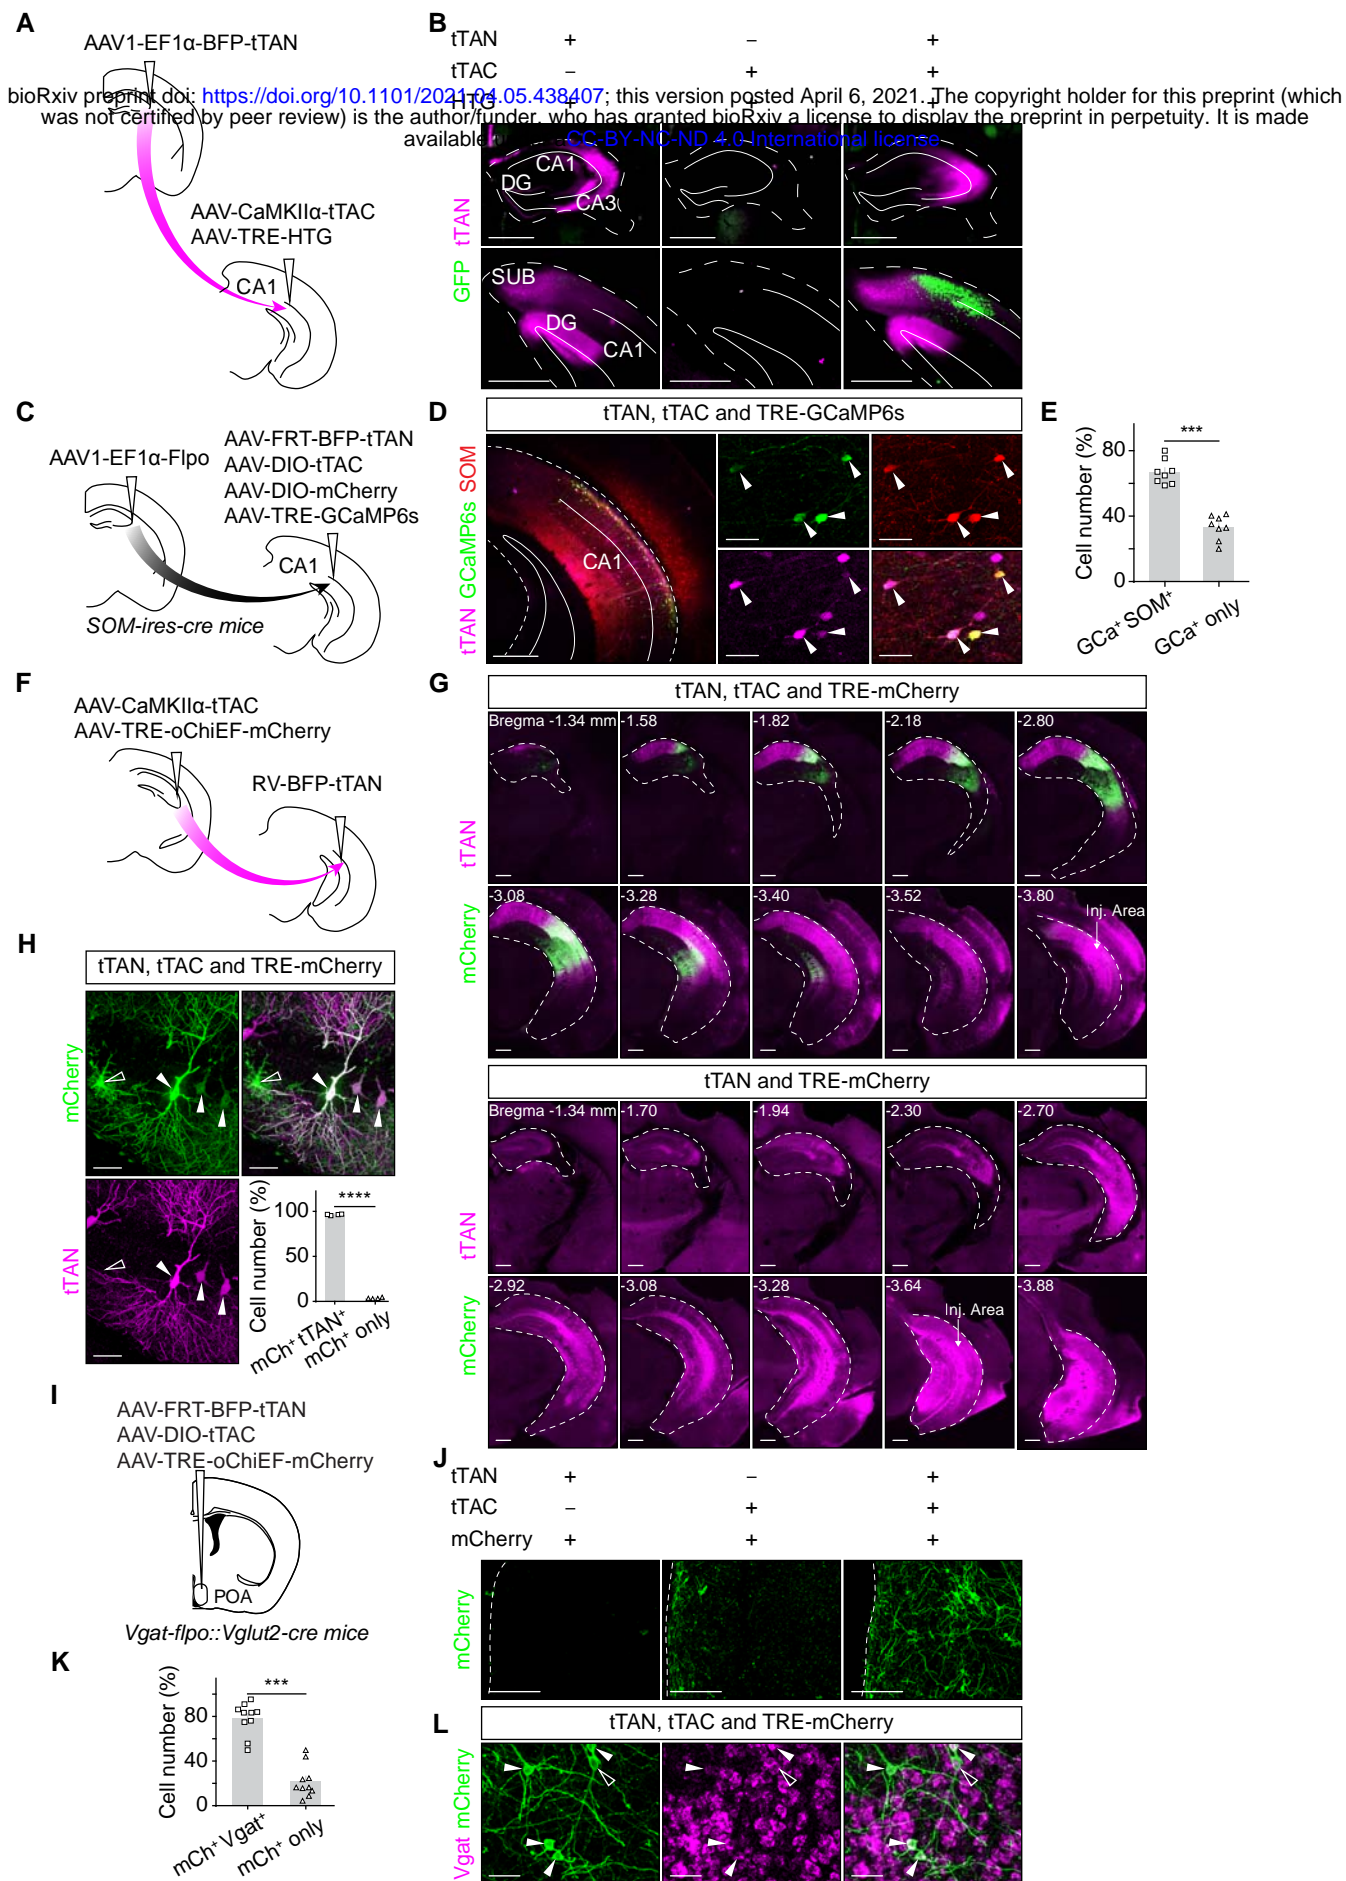 A
AAV1-EF1α-BFP-tTAN
AAV-CaMKIIα-tTAC
AAV-TRE-HTG
CA1
B
tTAN + – +
tTAC – + +
HTG + + +
bioRxiv preprint doi: https://doi.org/10.1101/2021.04.05.438407; this version posted April 6, 2021. The copyright holder for this preprint (which
was not certified by peer review) is the author/funder, who has granted bioRxiv a license to display the preprint in perpetuity. It is made
available CC-BY-NC-ND 4.0 International license
GFP tTAN
CA1
DG
CA3
SUB
DG
CA1
C
AAV1-EF1α-Flpo
AAV-FRT-BFP-tTAN
AAV-DIO-tTAC
AAV-DIO-mCherry
AAV-TRE-GCaMP6s
CA1
SOM-ires-cre mice
D
tTAN, tTAC and TRE-GCaMP6s
tTAN GCaMP6s SOM
CA1
E
Cell number (%)
***
80
40
0
GCa+ SOM+
GCa+ only
F
AAV-CaMKIIα-tTAC
AAV-TRE-oChiEF-mCherry
RV-BFP-tTAN
G
tTAN, tTAC and TRE-mCherry
mCherry tTAN
Bregma -1.34 mm -1.58 -1.82 -2.18 -2.80
-3.08 -3.28 -3.40 -3.52 -3.80
Inj. Area
tTAN and TRE-mCherry
mCherry tTAN
Bregma -1.34 mm -1.70 -1.94 -2.30 -2.70
-2.92 -3.08 -3.28 -3.64 -3.88
Inj. Area
H
tTAN, tTAC and TRE-mCherry
mCherry
tTAN
Cell number (%)
****
100
50
0
mCh+ tTAN+
mCh+ only
I
AAV-FRT-BFP-tTAN
AAV-DIO-tTAC
AAV-TRE-oChiEF-mCherry
POA
Vgat-flpo::Vglut2-cre mice
J
tTAN + – +
tTAC – + +
mCherry + + +
mCherry
K
Cell number (%)
***
80
40
0
mCh+ Vgat+
mCh+ only
L
tTAN, tTAC and TRE-mCherry
Vgat mCherry